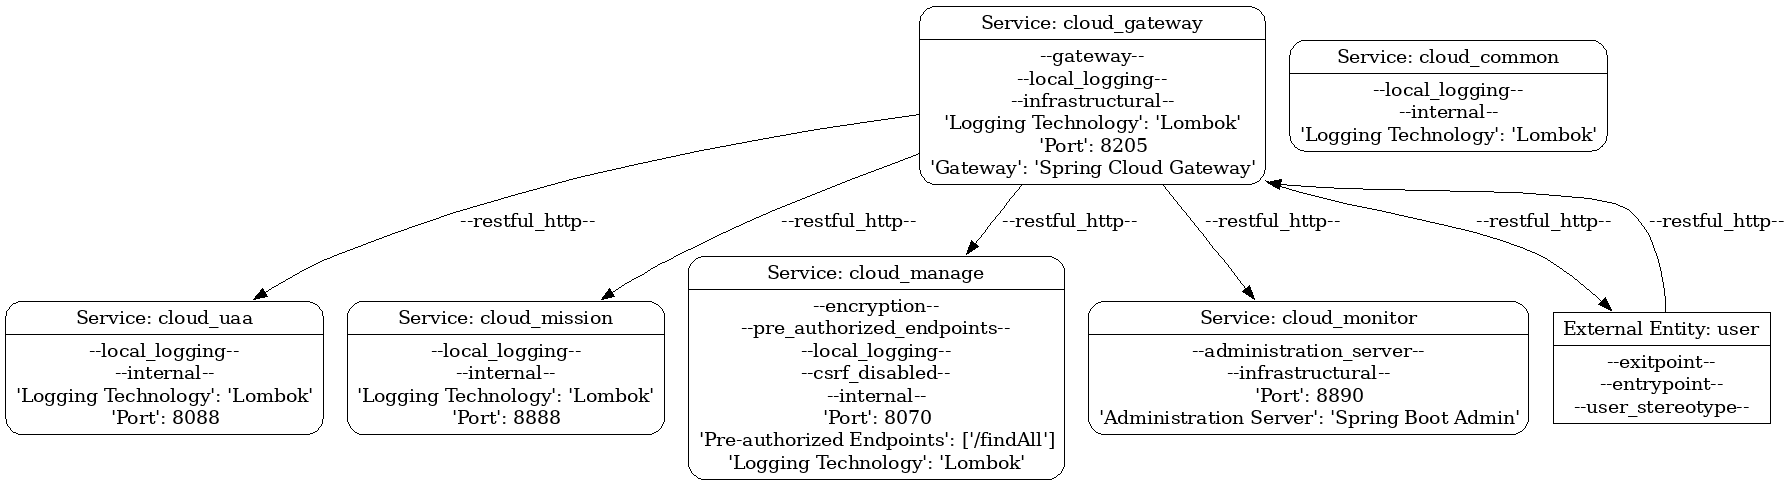 Service: cloud_gateway
--gateway--
--local_logging--
--infrastructural--
'Logging Technology': 'Lombok'
'Port': 8205
'Gateway': 'Spring Cloud Gateway'
Service: cloud_common
--local_logging--
--internal--
'Logging Technology': 'Lombok'
--restful_http--
--restful_http--
--restful_http--
--restful_http--
--restful_http--
--restful_http--
Service: cloud_uaa
--local_logging--
--internal--
'Logging Technology': 'Lombok'
'Port': 8088
Service: cloud_mission
--local_logging--
--internal--
'Logging Technology': 'Lombok'
'Port': 8888
Service: cloud_manage
--encryption--
--pre_authorized_endpoints--
--local_logging--
--csrf_disabled--
--internal--
'Port': 8070
'Pre-authorized Endpoints': ['/findAll']
'Logging Technology': 'Lombok'
Service: cloud_monitor
--administration_server--
--infrastructural--
'Port': 8890
'Administration Server': 'Spring Boot Admin'
External Entity: user
--exitpoint--
--entrypoint--
--user_stereotype--